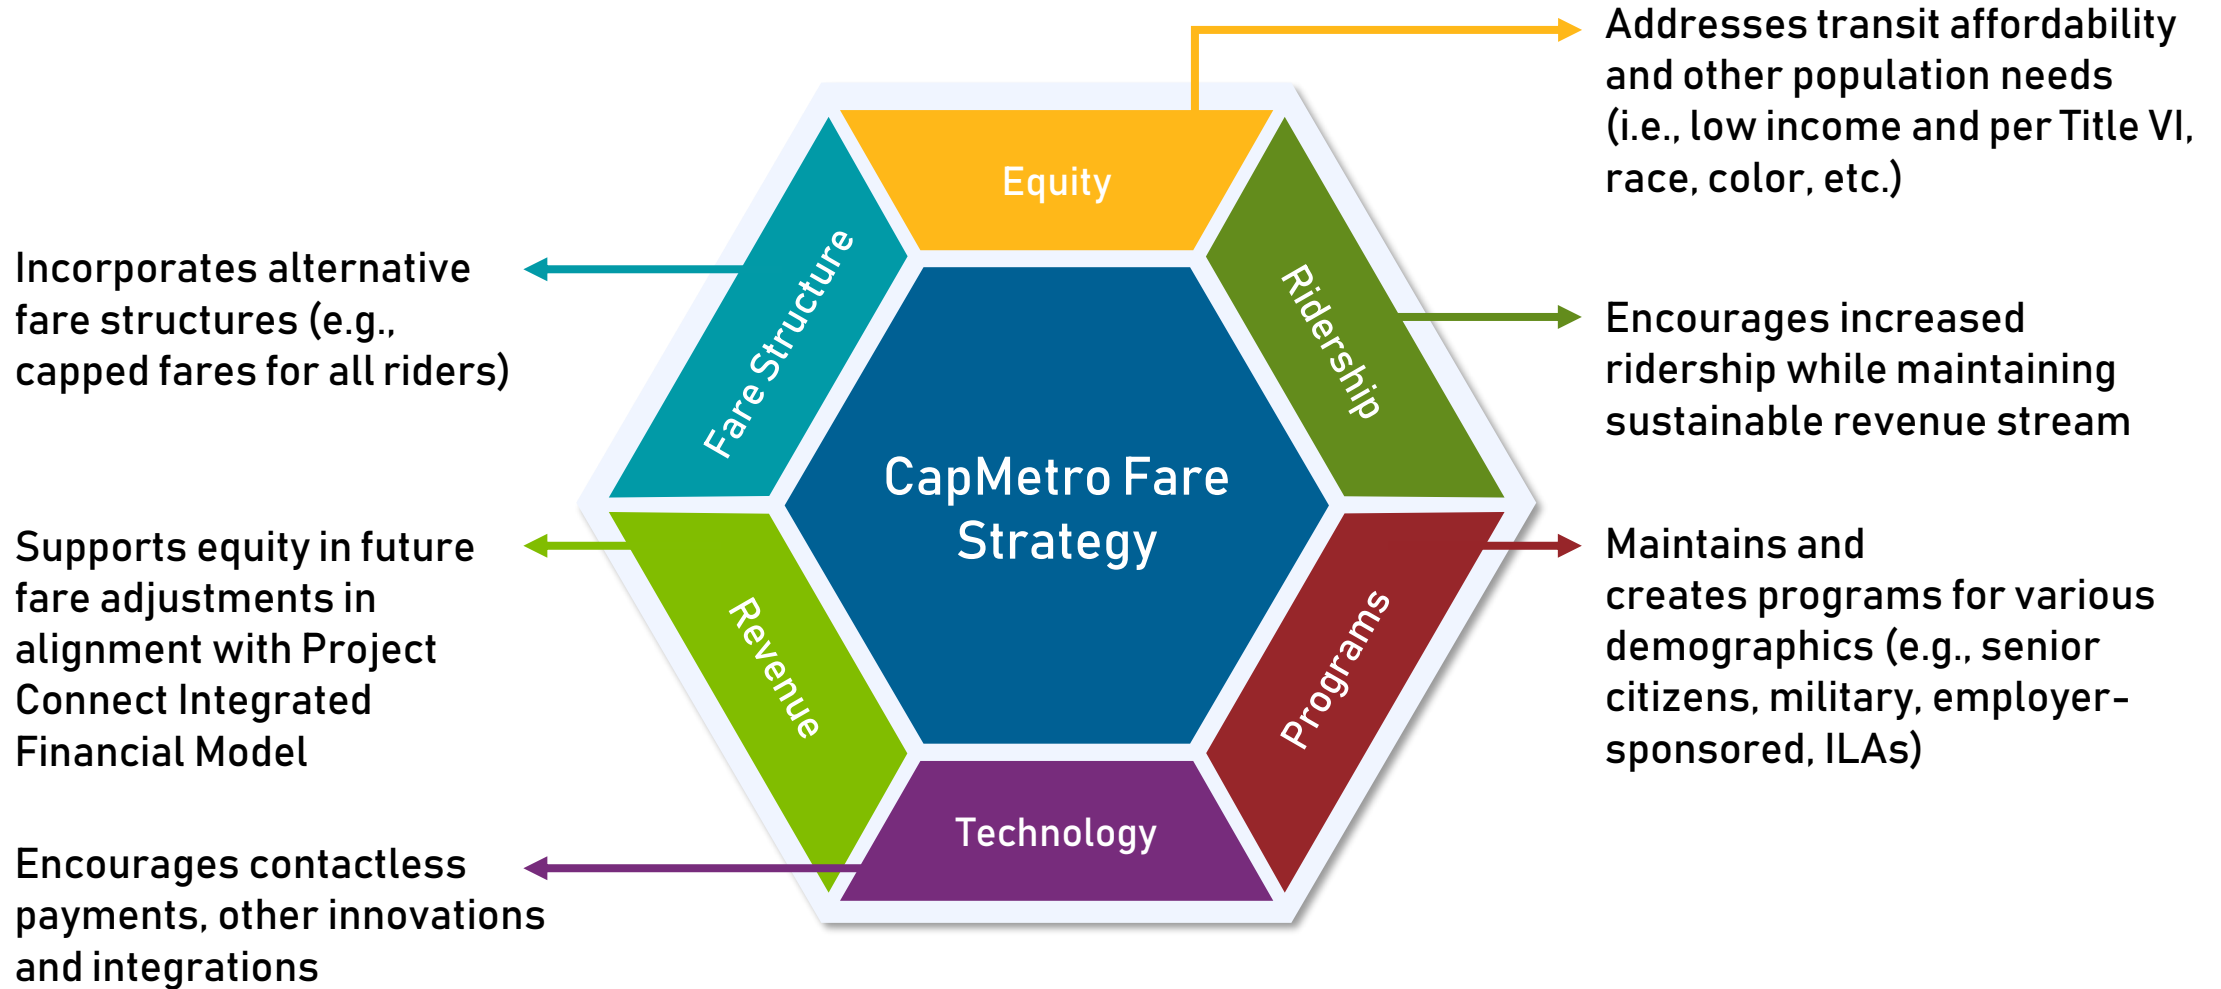 Addresses transit affordability
and other population needs
(i.e., low income and per Title VI,
race, color, etc.)
Equity
Incorporates alternative
fare structures (e.g.,
capped fares for all riders)
Fare Structure
Ridership
Encourages increased
ridership while maintaining
sustainable revenue stream
CapMetro Fare
Strategy
Supports equity in future
fare adjustments in
alignment with Project
Connect Integrated
Financial Model
Revenue
Programs
Maintains and
creates programs for various
demographics (e.g., senior
citizens, military, employer-
sponsored, ILAs)
Technology
Encourages contactless
payments, other innovations
and integrations